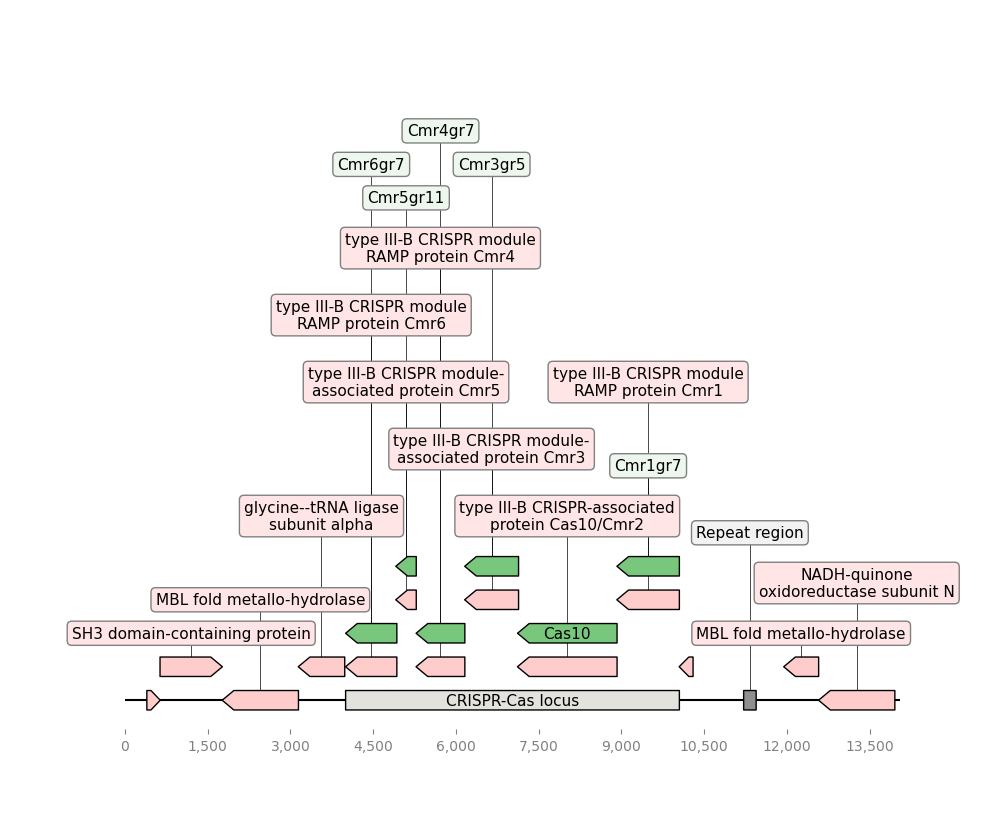 Cmr4gr7
Cmr6gr7
Cmr3gr5
Cmr5gr11
type III-B CRISPR module
RAMP protein Cmr4
type III-B CRISPR module
RAMP protein Cmr6
type III-B CRISPR module-
associated protein Cmr5
type III-B CRISPR module
RAMP protein Cmr1
type III-B CRISPR module-
associated protein Cmr3
Cmr1gr7
glycine--tRNA ligase
subunit alpha
type III-B CRISPR-associated
protein Cas10/Cmr2
Repeat region
NADH-quinone
oxidoreductase subunit N
MBL fold metallo-hydrolase
SH3 domain-containing protein
Cas10
MBL fold metallo-hydrolase
CRISPR-Cas locus
0
1,500
3,000
4,500
6,000
7,500
9,000
10,500
12,000
13,500